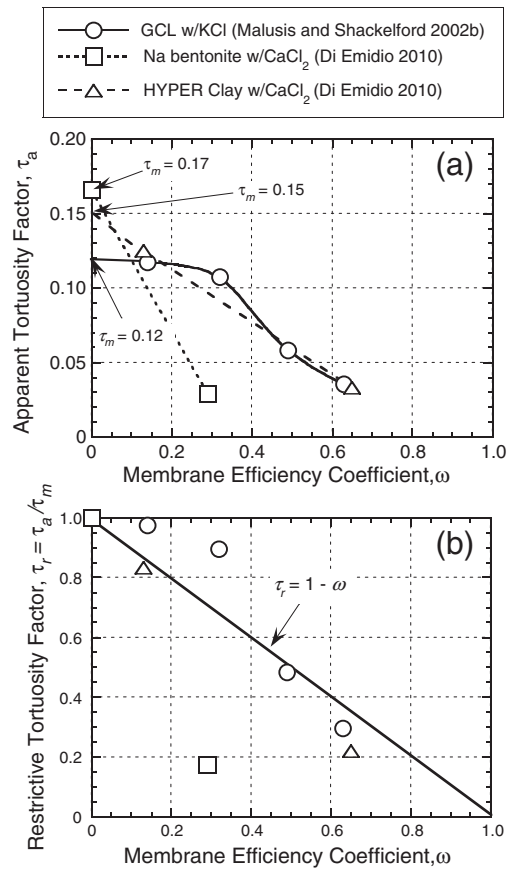 GCL w/KCl (Malusis and Shackelford 2002b)
Na bentonite w/CaCl₂ (Di Emidio 2010)
HYPER Clay w/CaCl₂ (Di Emidio 2010)
0.20
(a)
τₘ = 0.17
τₘ = 0.15
0.15
0.10
τₘ = 0.12
0.05
0
Apparent Tortuosity Factor, τₐ
0 0.2 0.4 0.6 0.8 1.0
Membrane Efficiency Coefficient,ω
1.0
(b)
0.8
τᵣ = 1 - ω
0.6
0.4
0.2
0
Restrictive Tortuosity Factor, τᵣ = τₐ/τₘ
0 0.2 0.4 0.6 0.8 1.0
Membrane Efficiency Coefficient,ω